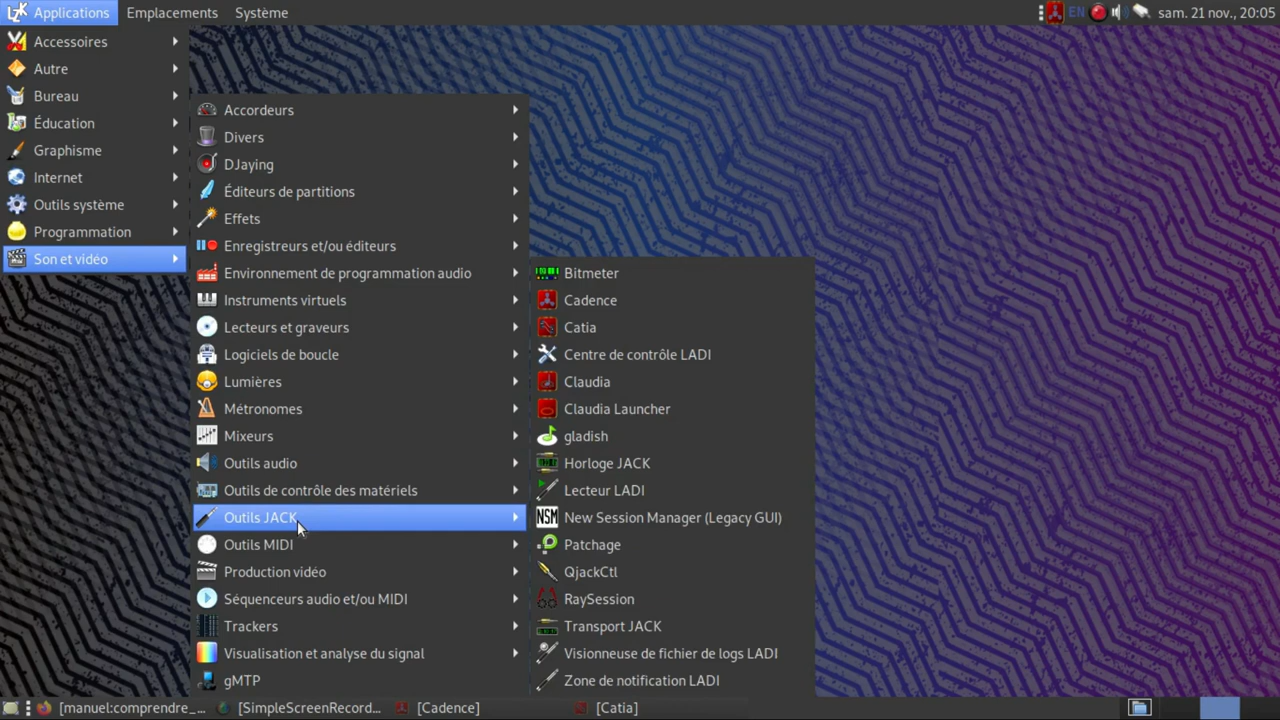 Applications Emplacements Système EN sam. 21 nov., 20:05
Accessoires
Autre
Bureau
Éducation
Graphisme
Internet
Outils système
Programmation
Son et vidéo
Accordeurs
Divers
DJaying
Éditeurs de partitions
Effets
Enregistreurs et/ou éditeurs
Environnement de programmation audio
Instruments virtuels
Lecteurs et graveurs
Logiciels de boucle
Lumières
Métronomes
Mixeurs
Outils audio
Outils de contrôle des matériels
Outils JACK
Outils MIDI
Production vidéo
Séquenceurs audio et/ou MIDI
Trackers
Visualisation et analyse du signal
gMTP
Bitmeter
Cadence
Catia
Centre de contrôle LADI
Claudia
Claudia Launcher
gladish
Horloge JACK
Lecteur LADI
NSM New Session Manager (Legacy GUI)
Patchage
QjackCtl
RaySession
Transport JACK
Visionneuse de fichier de logs LADI
Zone de notification LADI
[manuel:comprendre_... [SimpleScreenRecord... [Cadence] [Catia]